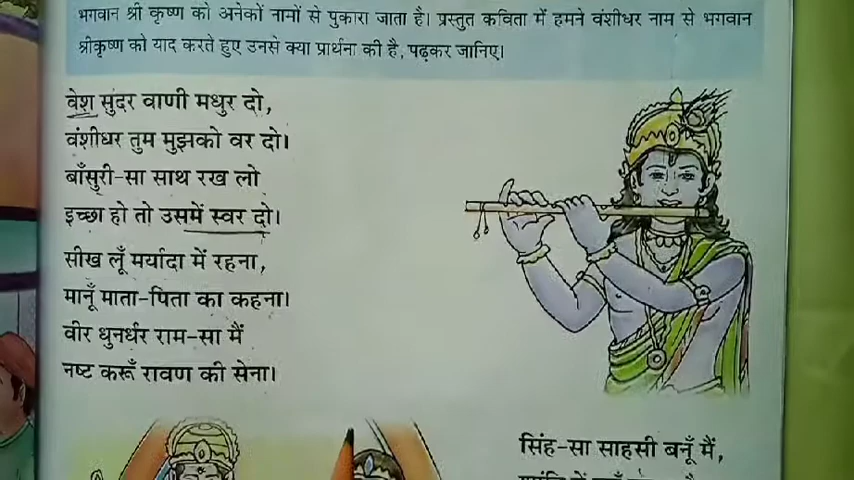 भगवान श्री कृष्ण को अनेकों नामों से पुकारा जाता है। प्रस्तुत कविता में हमने वंशीधर नाम से भगवान
श्रीकृष्ण को याद करते हुए उनसे क्या प्रार्थना की है, पढ़कर जानिए।
वेश सुंदर वाणी मधुर दो,
वंशीधर तुम मुझको वर दो।
बाँसुरी-सा साथ रख लो
इच्छा हो तो उसमें स्वर दो।
सीख लूँ मर्यादा में रहना,
मानूँ माता-पिता का कहना।
वीर धुनर्धर राम-सा मैं
नष्ट करूँ रावण की सेना।
सिंह-सा साहसी बनूँ मैं,